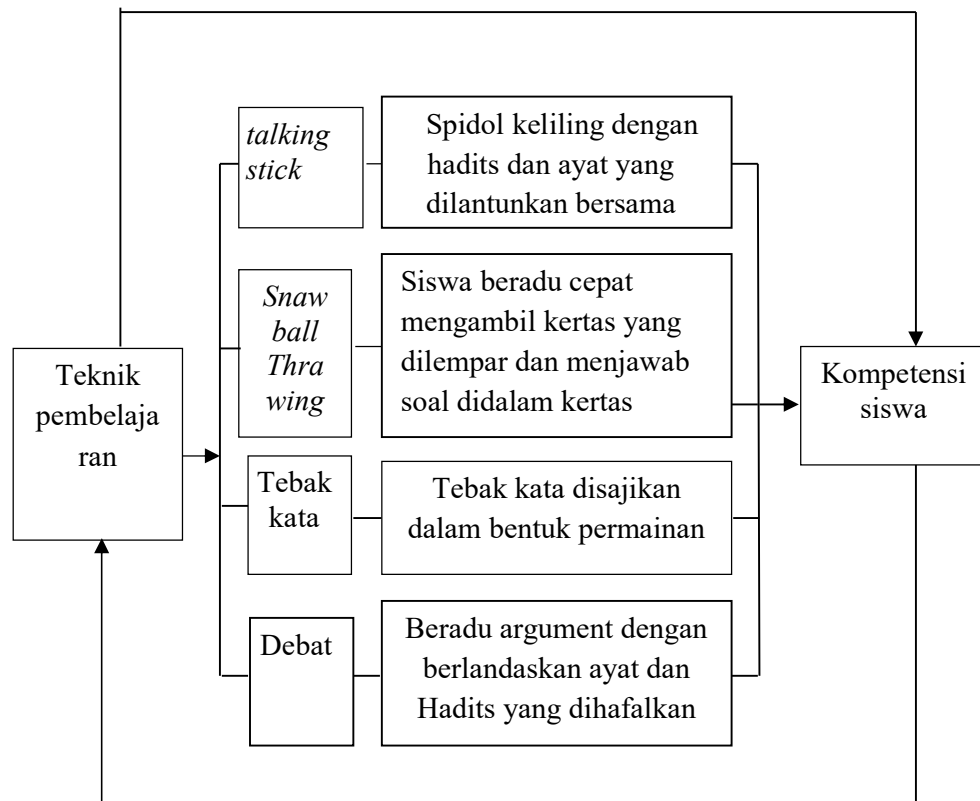 talking
stick
Spidol keliling dengan
hadits dan ayat yang
dilantunkan bersama
Snaw
ball
Thra
wing
Siswa beradu cepat
mengambil kertas yang
dilempar dan menjawab
soal didalam kertas
Teknik
pembelaja
ran
Kompetensi
siswa
Tebak
kata
Tebak kata disajikan
dalam bentuk permainan
Debat
Beradu argument dengan
berlandaskan ayat dan
Hadits yang dihafalkan